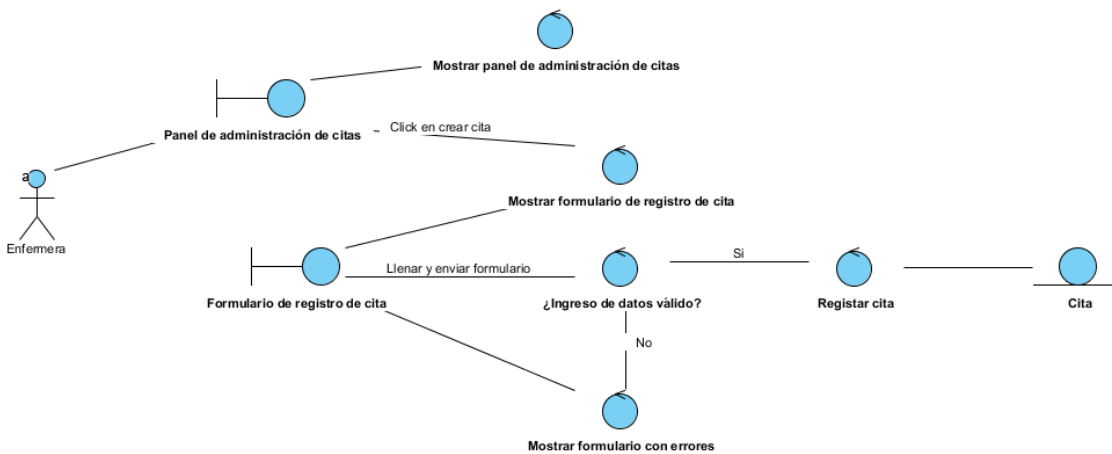 Mostrar panel de administración de citas
Panel de administración de citas
Click en crear cita
a
Enfermera
Mostrar formulario de registro de cita
Llenar y enviar formulario
Si
Formulario de registro de cita
¿Ingreso de datos válido?
Registar cita
Cita
No
Mostrar formulario con errores